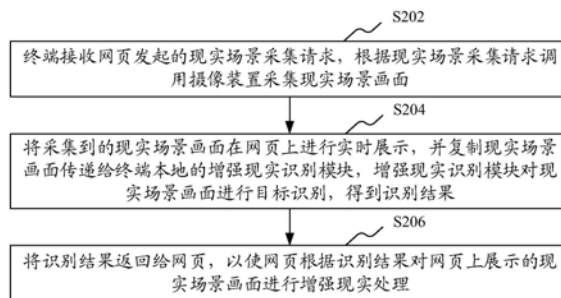 S202
终端接收网页发起的现实场景采集请求，根据现实场景采集请求调
用摄像装置采集现实场景画面
S204
将采集到的现实场景画面在网页上进行实时展示，并复制现实场景
画面传递给终端本地的增强现实识别模块，增强现实识别模块对现
实场景画面进行目标识别，得到识别结果
S206
将识别结果返回给网页，以使网页根据识别结果对网页上展示的现
实场景画面进行增强现实处理